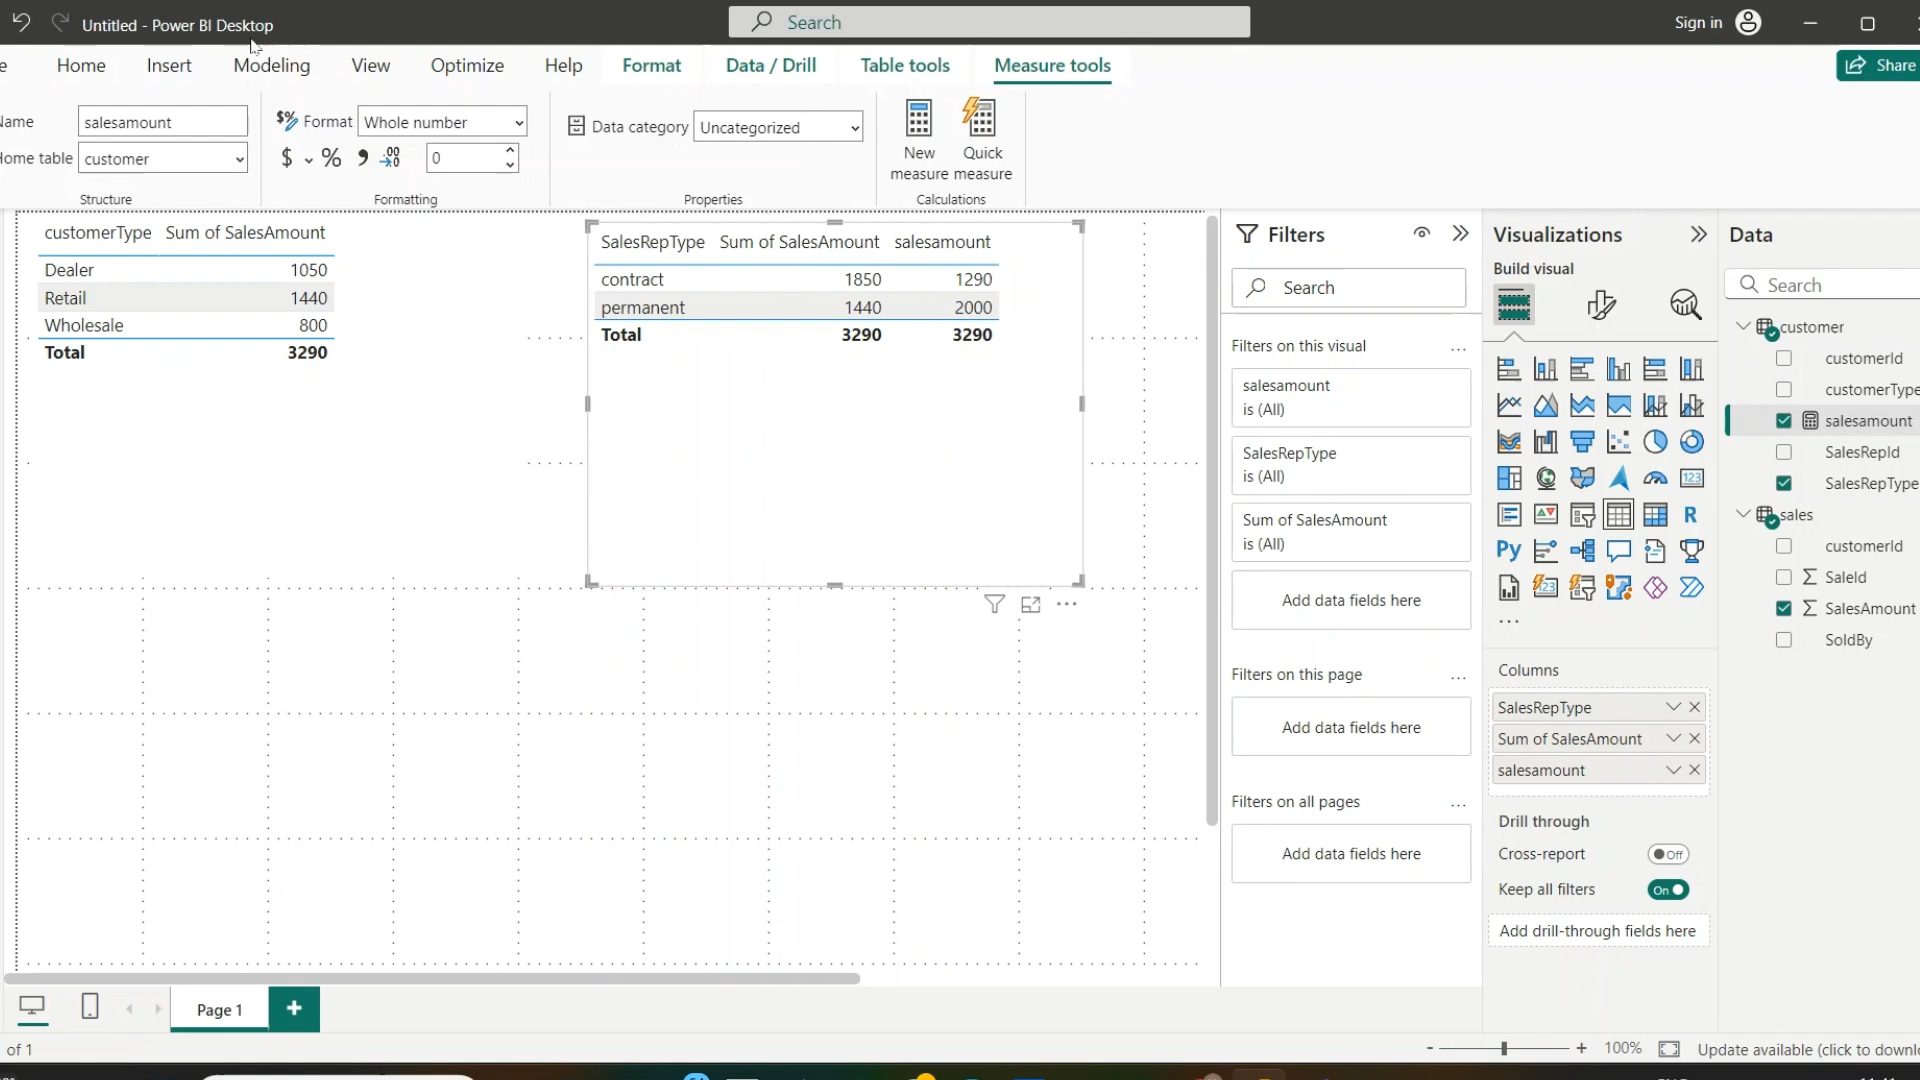 Untitled - Power BI Desktop
Search
Sign in
Home Insert Modeling View Optimize Help Format Data / Drill Table tools Measure tools
Share
salesamount
Format Whole number
Data category Uncategorized
customer
$ % 0
New measure
Quick measure
Structure Formatting Properties Calculations
customerType Sum of SalesAmount
Dealer 1050
Retail 1440
Wholesale 800
Total 3290
SalesRepType Sum of SalesAmount salesamount
contract 1850 1290
permanent 1440 2000
Total 3290 3290
Filters
Search
Filters on this visual
salesamount
is (All)
SalesRepType
is (All)
Sum of SalesAmount
is (All)
Add data fields here
Filters on this page
Add data fields here
Filters on all pages
Add data fields here
Visualizations
Build visual
123
R
Py
Columns
SalesRepType
Sum of SalesAmount
salesamount
Drill through
Cross-report Off
Keep all filters On
Add drill-through fields here
Data
Search
customer
customerId
customerType
salesamount
SalesRepId
SalesRepType
sales
customerId
SaleId
SalesAmount
SoldBy
Page 1
of 1
100%
Update available (click to